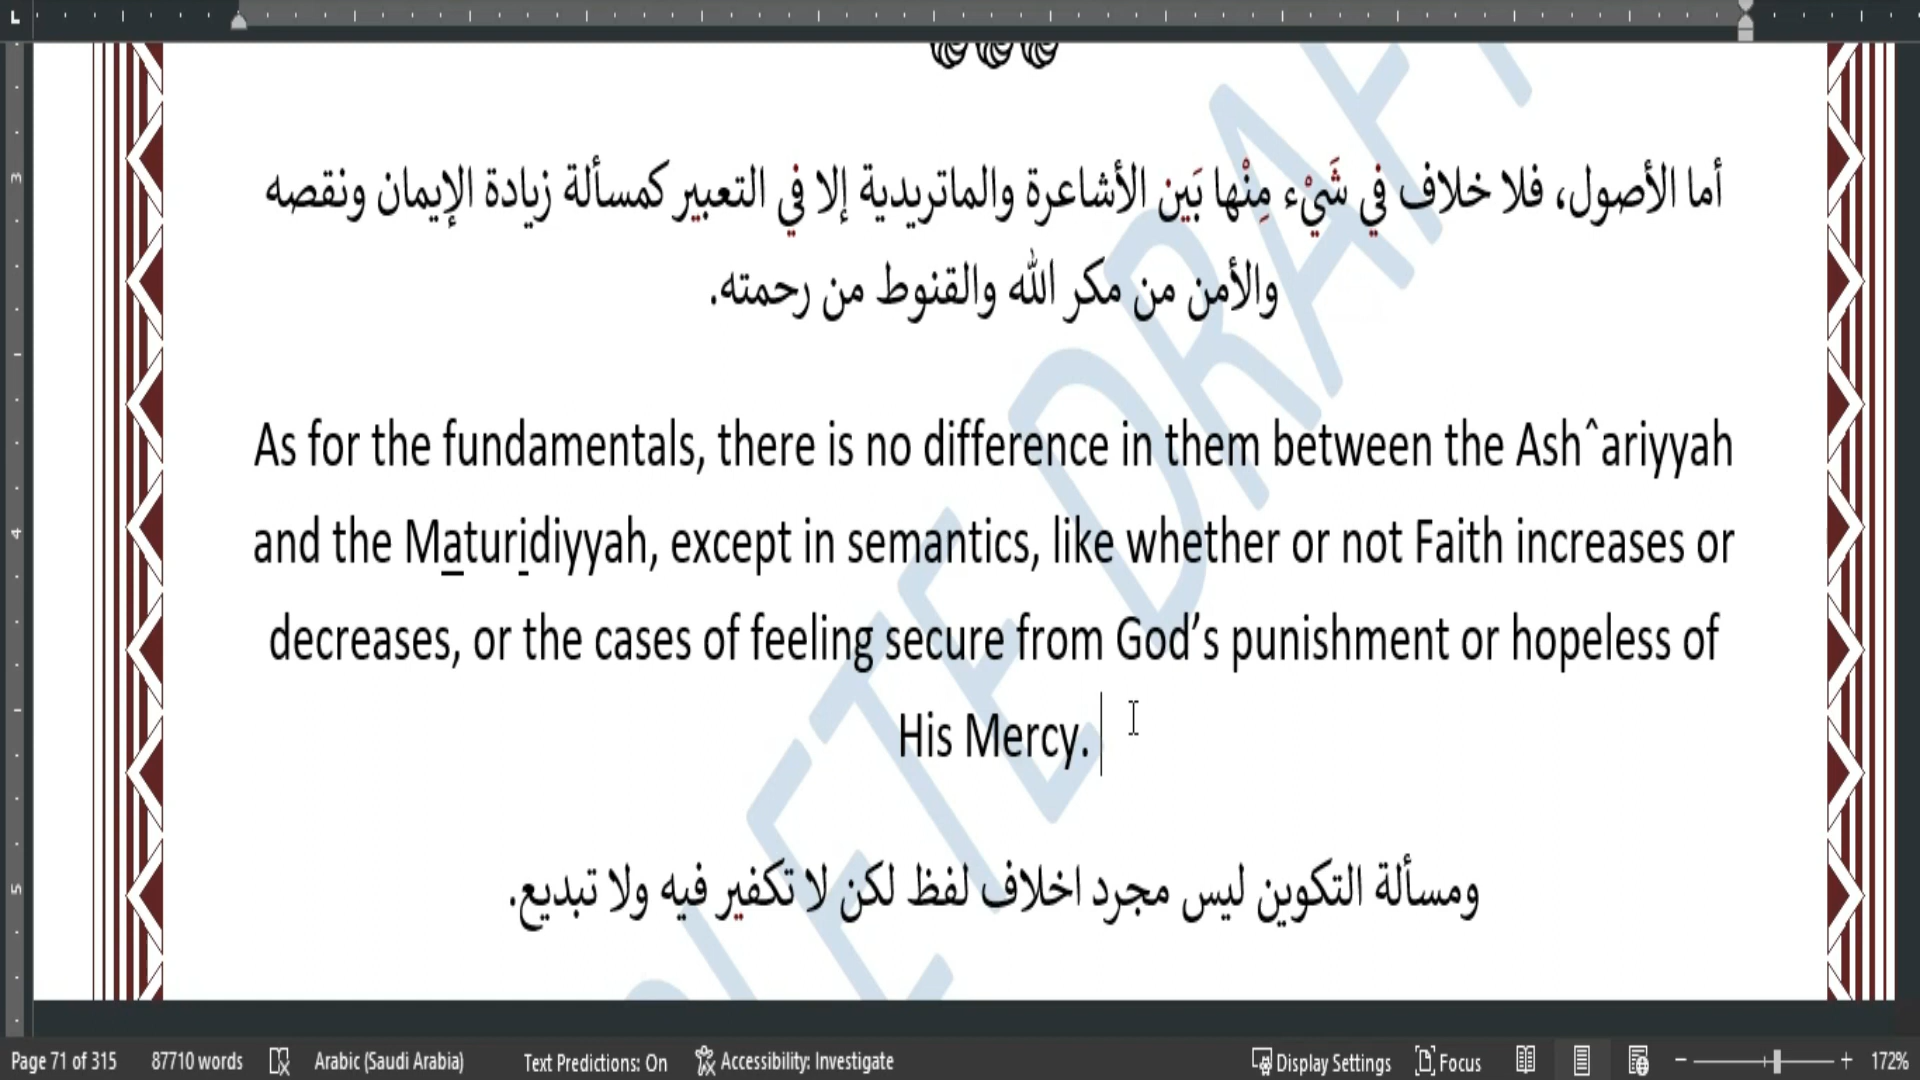 L
أما الأصول، فلا خلاف في شَيْء مِنْها بَين الأشاعرة والماتريدية إلا في التعبير كمسألة زيادة الإيمان ونقصه
والأمن من مكر الله والقنوط من رحمته.
As for the fundamentals, there is no difference in them between the Ashˆariyyah
and the Maturidiyyah, except in semantics, like whether or not Faith increases or
decreases, or the cases of feeling secure from God’s punishment or hopeless of
His Mercy.
ومسألة التكوين ليس مجرد اخلاف لفظ لكن لا تكفير فيه ولا تبديع.
3
4
5
Page 71 of 315 87710 words Arabic (Saudi Arabia) Text Predictions: On Accessibility: Investigate Display Settings Focus − + 172%